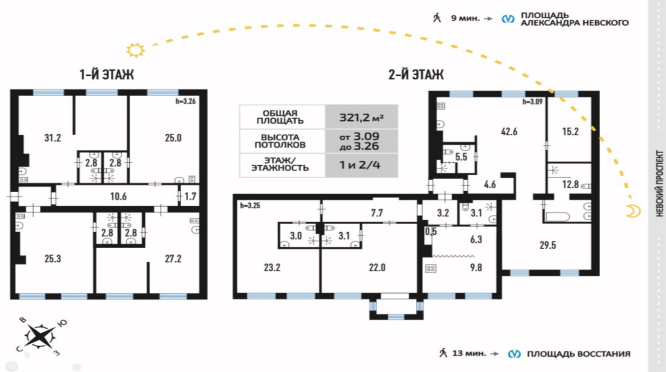 9 мин. → ПЛОЩАДЬ
АЛЕКСАНДРА НЕВСКОГО
1-Й ЭТАЖ
2-Й ЭТАЖ
h=3.26
31.2
25.0
2.8
2.8
10.6
1.7
2.8
2.8
25.3
27.2
ОБЩАЯ
ПЛОЩАДЬ
321,2 м²
ВЫСОТА
ПОТОЛКОВ
от 3.09
до 3.26
ЭТАЖ/
ЭТАЖНОСТЬ
1 и 2/4
h=3.09
42.6
15.2
5.5
4.6
12.8
h=3.25
7.7
3.2
3.1
3.0
3.1
0.5
6.3
29.5
23.2
22.0
9.8
НЕВСКИЙ ПРОСПЕКТ
В
Ю
С
З
13 мин. → ПЛОЩАДЬ ВОССТАНИЯ